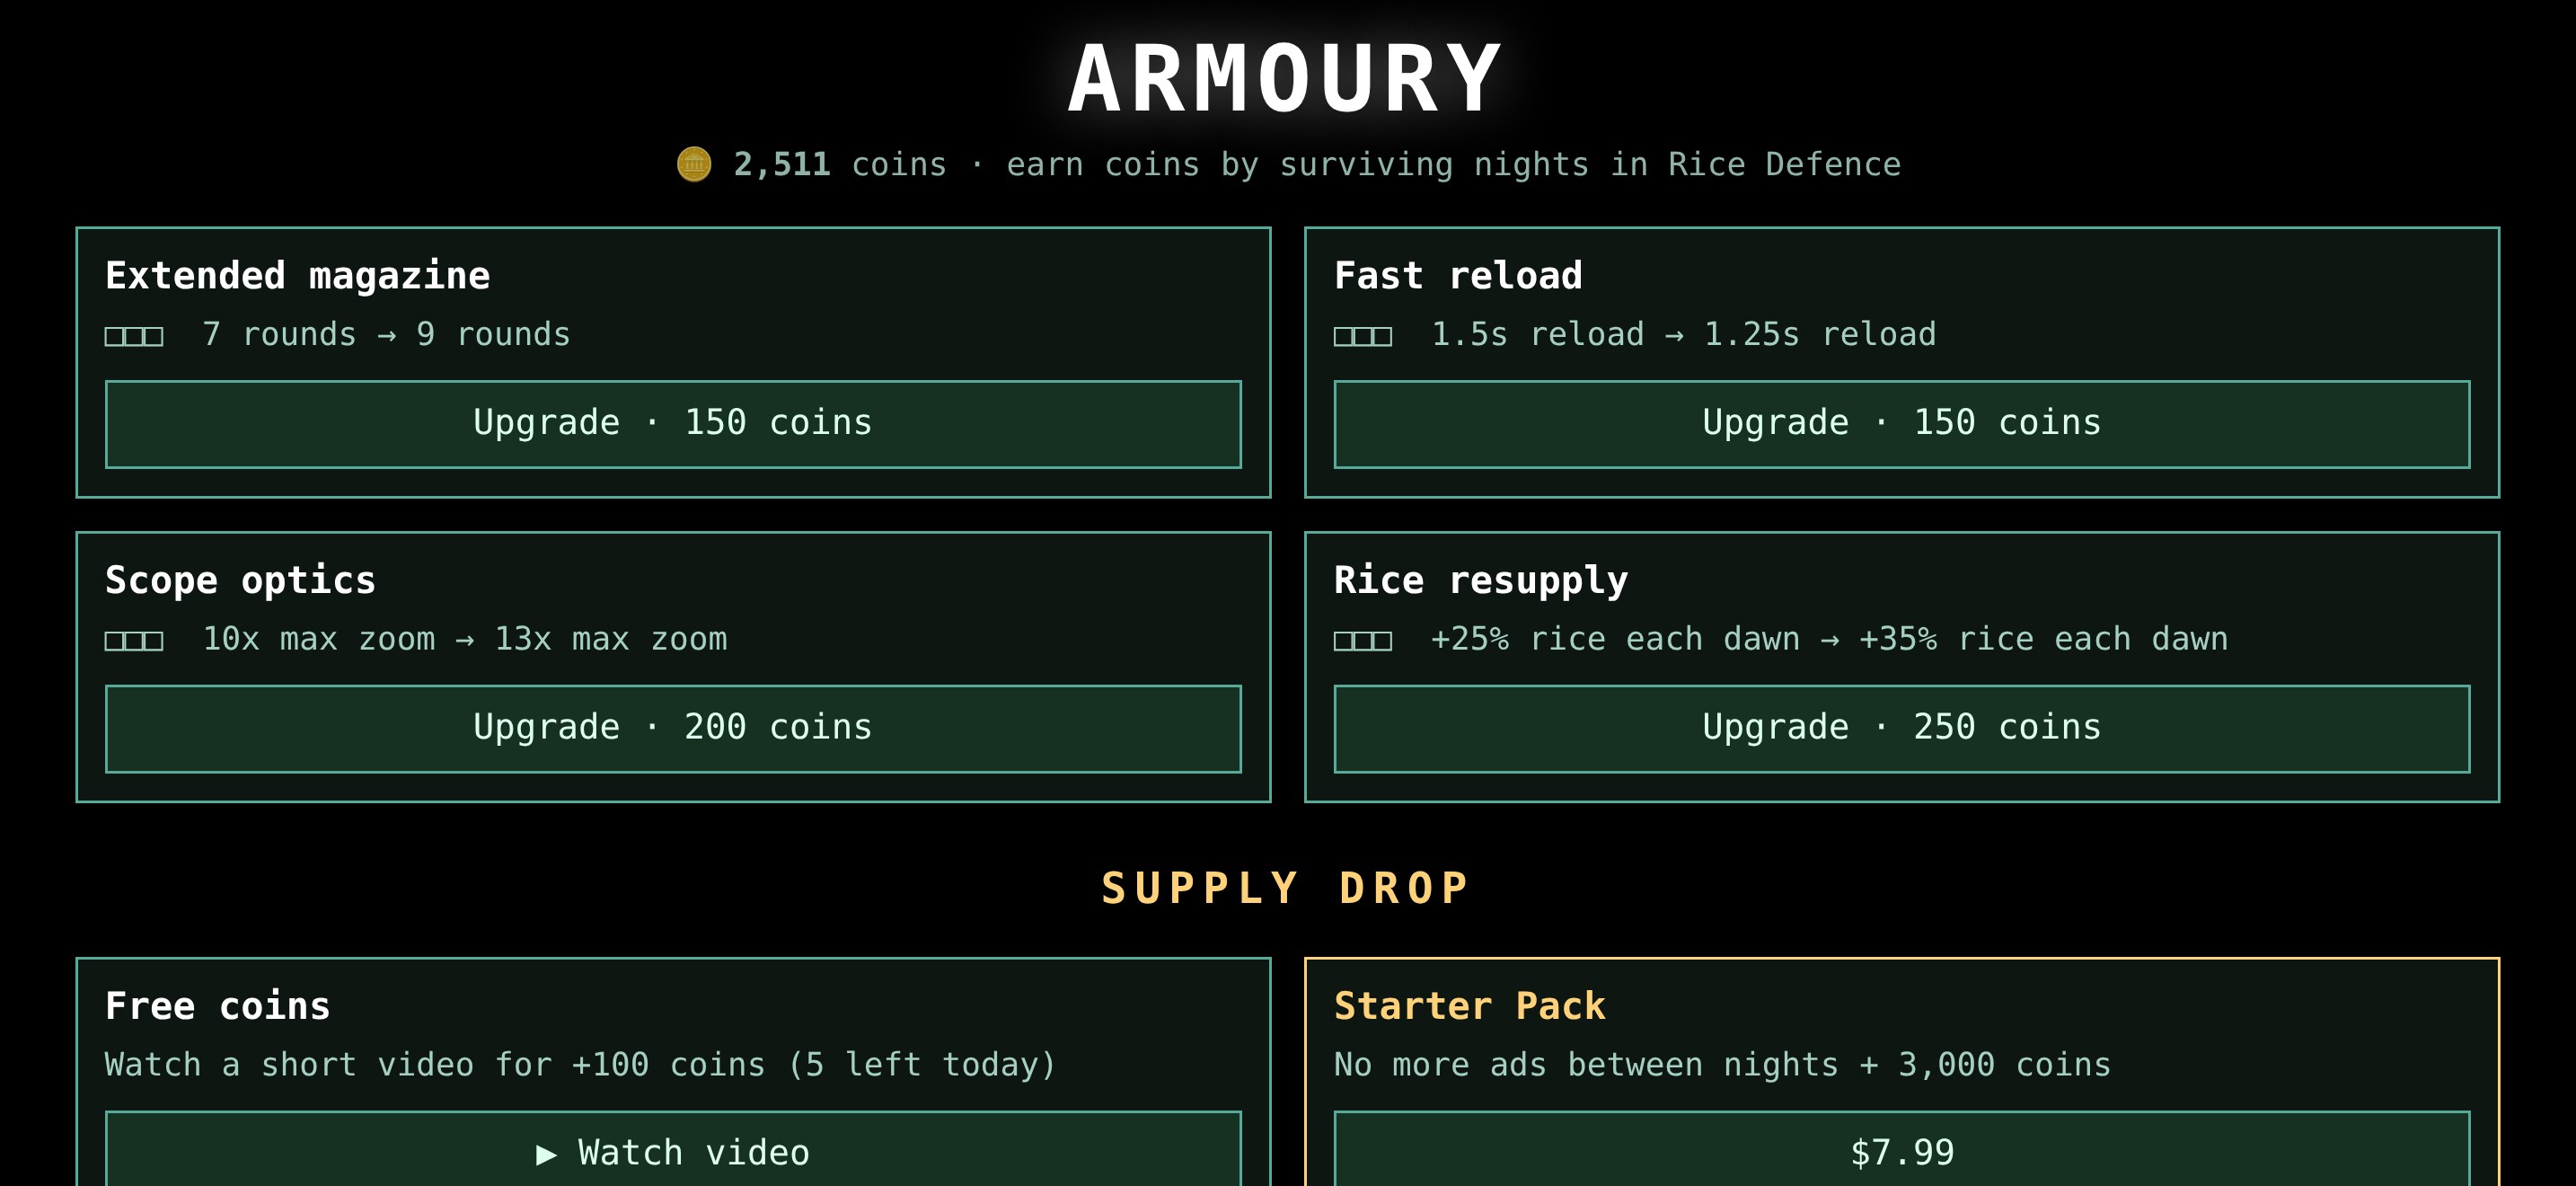 ARMOURY
🪙 2,511 coins · earn coins by surviving nights in Rice Defence
Extended magazine
□□□ 7 rounds → 9 rounds
Upgrade · 150 coins
Fast reload
□□□ 1.5s reload → 1.25s reload
Upgrade · 150 coins
Scope optics
□□□ 10x max zoom → 13x max zoom
Upgrade · 200 coins
Rice resupply
□□□ +25% rice each dawn → +35% rice each dawn
Upgrade · 250 coins
SUPPLY DROP
Free coins
Watch a short video for +100 coins (5 left today)
▶ Watch video
Starter Pack
No more ads between nights + 3,000 coins
$7.99